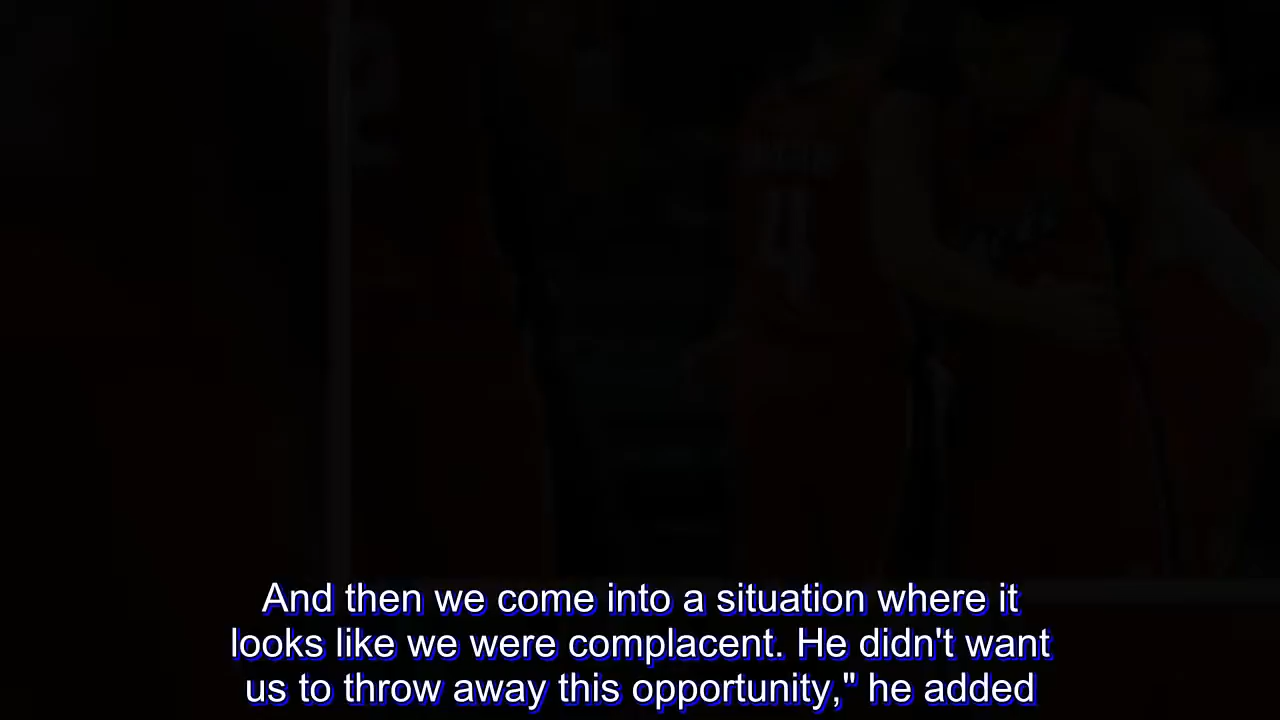 And then we come into a situation where it
looks like we were complacent. He didn't want
us to throw away this opportunity," he added